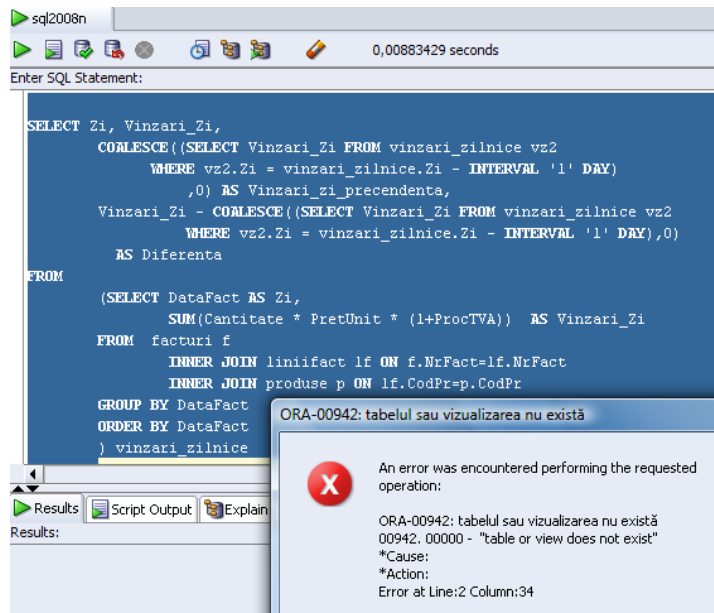 sql2008n
0,00883429 seconds
Enter SQL Statement:
SELECT Zi, Vinzari_Zi,
COALESCE((SELECT Vinzari_Zi FROM vinzari_zilnice vz2
WHERE vz2.Zi = vinzari_zilnice.Zi - INTERVAL '1' DAY)
,0) AS Vinzari_zi_precendenta,
Vinzari_Zi - COALESCE((SELECT Vinzari_Zi FROM vinzari_zilnice vz2
WHERE vz2.Zi = vinzari_zilnice.Zi - INTERVAL '1' DAY),0)
AS Diferenta
FROM
(SELECT DataFact AS Zi,
SUM(Cantitate * PretUnit * (1+ProcTVA)) AS Vinzari_Zi
FROM facturi f
INNER JOIN liniifact lf ON f.NrFact=lf.NrFact
INNER JOIN produse p ON lf.CodPr=p.CodPr
GROUP BY DataFact
ORDER BY DataFact
) vinzari_zilnice
ORA-00942: tabelul sau vizualizarea nu există
An error was encountered performing the requested
operation:
ORA-00942: tabelul sau vizualizarea nu există
00942. 00000 - "table or view does not exist"
*Cause:
*Action:
Error at Line:2 Column:34
Results Script Output Explain
Results: